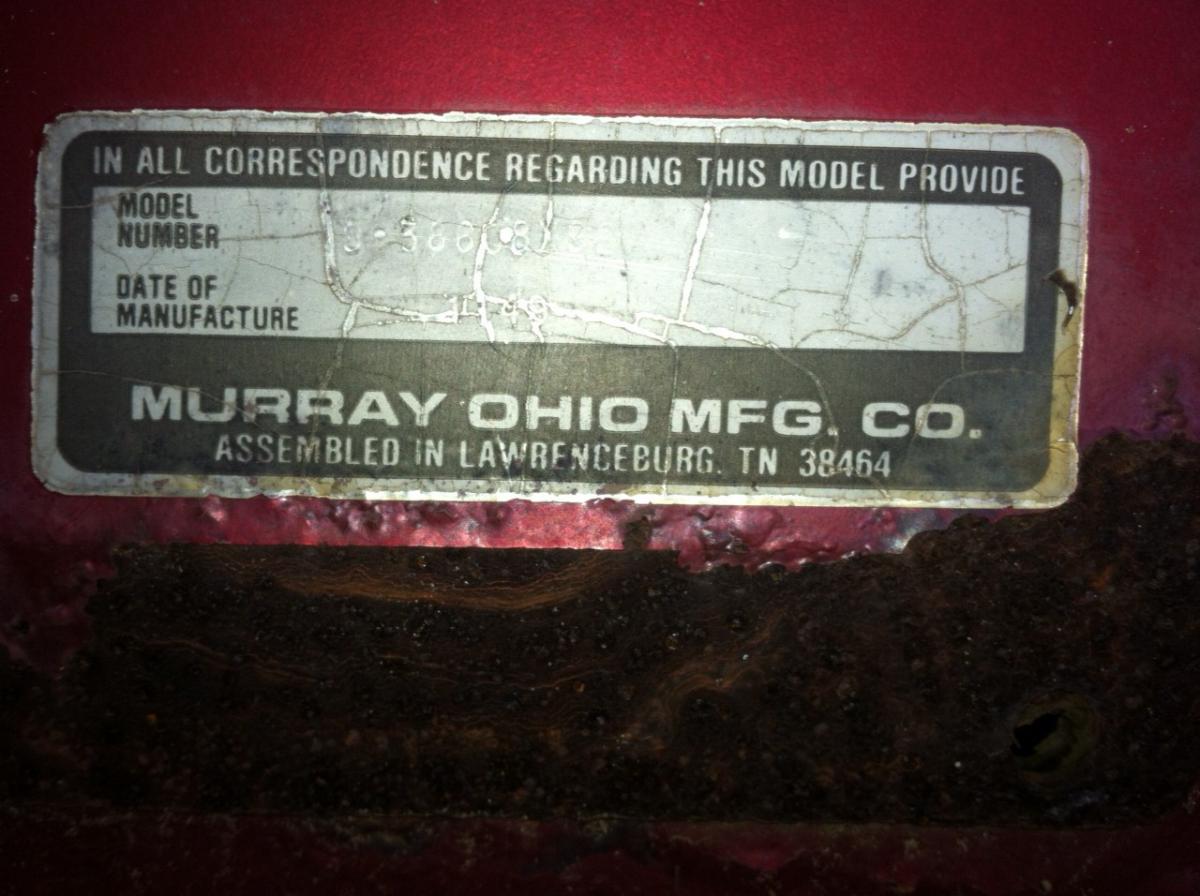 IN ALL CORRESPONDENCE REGARDING THIS MODEL PROVIDE
MODEL
NUMBER
DATE OF
MANUFACTURE
MURRAY OHIO MFG. CO.
ASSEMBLED IN LAWRENCEBURG, TN 38464